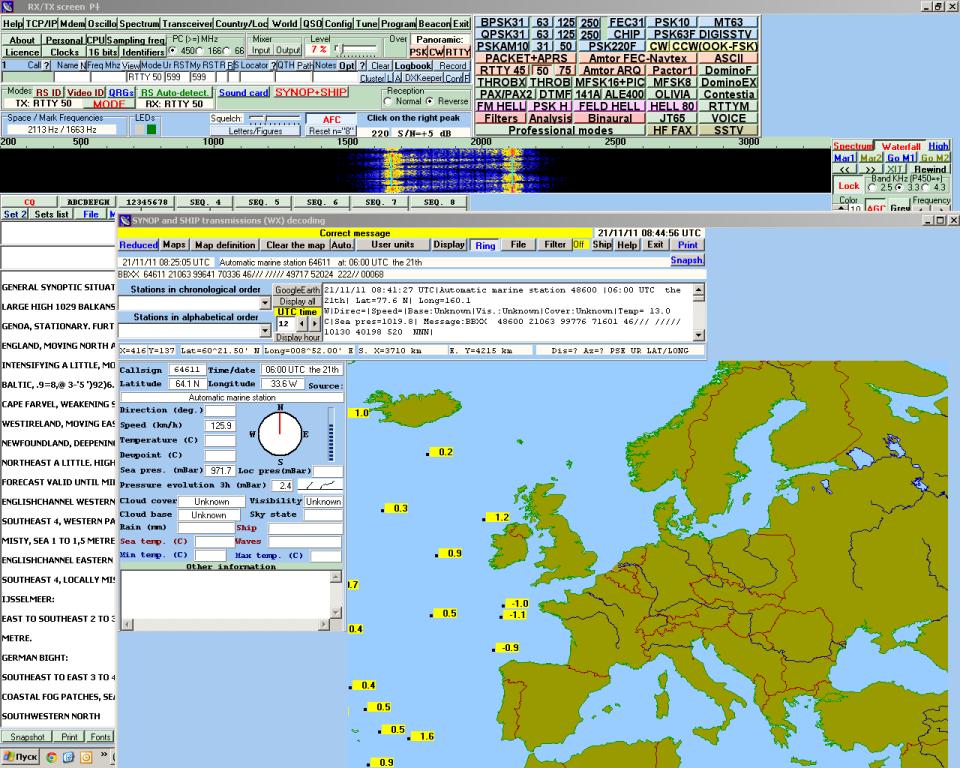 RX/TX screen
Help TCP/IP Mdem Oscillo Spectrum Transceiver Country/Loc World QSO Config Tune Program Beacon Exit
About Personal CPU Sampling freq.
Licence Clocks 16 bits Identifiers
PC (>=) MHz
450 166 66
Mixer
Input Output
Level
7 %
Over
Panoramic:
PSK CW RTTY
1 Call ? Name N Freq Mhz View Mode Locator ? QTH Path Notes Opt ? Clear Logbook Record
RTTY 50 599 599
Cluster L A DXKeeper Cont F
Modes RS ID Video ID QRGs RS Auto-detect. Sound card SYNOP+SHIP
TX: RTTY 50 MODE RX: RTTY 50
Reception
Normal Reverse
Space / Mark Frequencies
2113 Hz / 1663 Hz
LEDs
Squelch:
Letters/Figures
AFC
Reset n="8"
Click on the right peak
220 S/N=+5 dB
BPSK31 63 125 250 FEC31 PSK10 MT63
QPSK31 63 125 250 CHIP PSK63F DIGISSTV
PSKAM10 31 50 PSK220F CW CCW(OOK-FSK)
PACKET+APRS Amtor FEC-Navtex ASCII
RTTY 45 50 75 Amtor ARQ Pactor1 DominoF
THROBX THROB MFSK16+PIC MFSK8 DominoEX
PAX/PAX2 DTMF 141A ALE400 OLIVIA Contestia
FM HELL PSK H FELD HELL HELL 80 RTTYM
Filters Analysis Binaural JT65 VOICE
Professional modes HF FAX SSTV
200 500 1000 1500 2000 2500 3000
Spectrum Waterfall High
Mar1 Mar2 Go M1 Go M2
<< >> XIT Rewind
Lock
Band KHz (P450=+)
2.5 3.3 4.3
Color Frequency
10 AGC Grey
CQ ABCDEFGH 12345678 SEQ. 4 SEQ. 5 SEQ. 6 SEQ. 7 SEQ. 8
Set 2 Sets list File
SYNOP and SHIP transmissions (WX) decoding
Correct message
21/11/11 08:44:56 UTC
Reduced Maps Map definition Clear the map Auto. User units Display Ring File Filter Off Ship Help Exit Print
21/11/11 08:25:05 UTC Automatic marine station 64611 at: 06:00 UTC the 21th
Snapsh.
BBXX 64611 21063 99641 70336 46/// ///// 49717 52024 222// 00068
Stations in chronological order
Stations in alphabetical order
GoogleEarth
Display all
UTC time
12
Display hour
21/11/11 08:41:27 UTC|Automatic marine station 48600 |06:00 UTC the
21th| Lat=77.6 N| Long=160.1
W|Direc=|Speed=|Base:Unknown|Vis.:Unknown|Cover:Unknown|Temp= 13.0
C|Sea pres=1019.8| Message:BBXX 48600 21063 99776 71601 46/// /////
10130 40198 520 NNN|
X=416 Y=137 Lat=60^21.50' N Long=008^52.00' E S. X=3710 km E. Y=4215 km Dis=? Az=? PSE UR LAT/LONG
Callsign 64611 Time/date 06:00 UTC the 21th
Latitude 64.1 N Longitude 33.6 W Source:
Automatic marine station
Direction (deg.)
Speed (km/h) 125.9
Temperature (C)
Dewpoint (C)
N
W E
S
Sea pres. (mBar) 971.7 Loc pres(mBar)
Pressure evolution 3h (mBar) 2.4
Cloud cover Unknown Visibility Unknown
Cloud base Unknown Sky state
Rain (mm) Ship
Sea temp. (C) Waves
Min temp. (C) Max temp. (C)
Other information
GENERAL SYNOPTIC SITUAT
LARGE HIGH 1029 BALKANS
GENOA, STATIONARY. FURT
ENGLAND, MOVING NORTH A
INTENSIFYING A LITTLE, MO
BALTIC, .9=8,@ 3-'5 ')92)6.
CAPE FARVEL, WEAKENING S
WESTIRELAND, MOVING EAS
NEWFOUNDLAND, DEEPENIN
NORTHEAST A LITTLE. HIGH
FORECAST VALID UNTIL MI
ENGLISHCHANNEL WESTERN
SOUTHEAST 4, WESTERN PA
MISTY, SEA 1 TO 1,5 METRE
ENGLISHCHANNEL EASTERN
SOUTHEAST 4, LOCALLY MIS
IJSSELMEER:
EAST TO SOUTHEAST 2 TO 3
METRE.
GERMAN BIGHT:
SOUTHEAST TO EAST 3 TO 4
COASTAL FOG PATCHES, SEA
SOUTHWESTERN NORTH
1.0
0.2
0.3
1.2
0.9
0.7
-1.0
-1.1
0.5
0.4
-0.9
0.4
0.5
0.5
1.6
0.9
Snapshot Print Fonts
Пуск